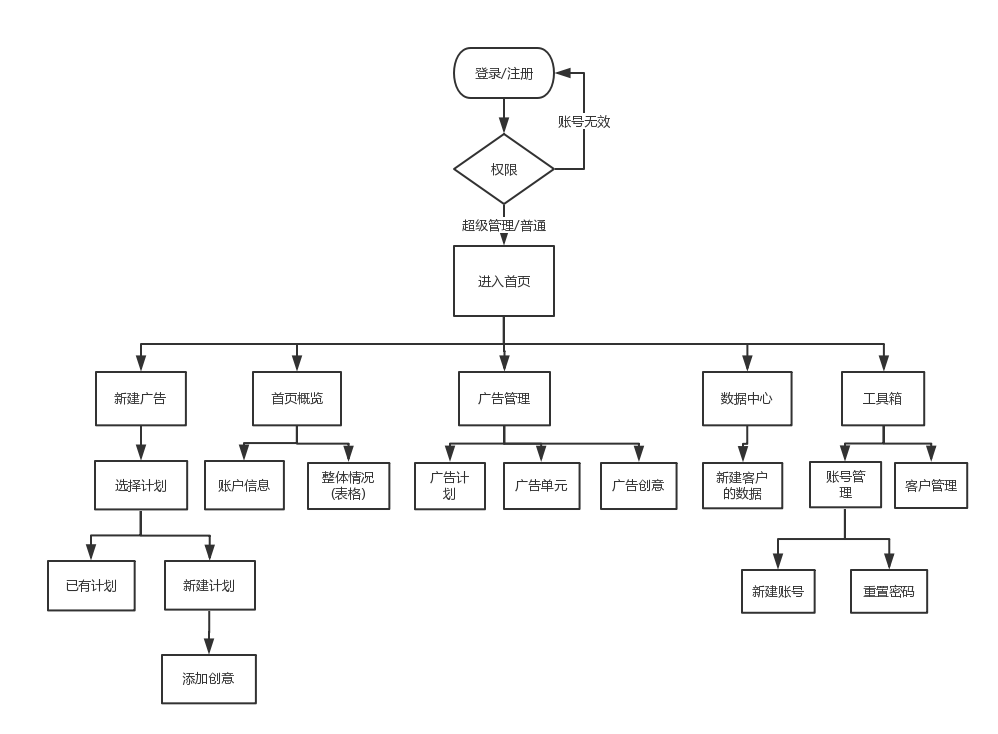 登录/注册
账号无效
权限
超级管理/普通
进入首页
新建广告
首页概览
广告管理
数据中心
工具箱
选择计划
账户信息
整体情况
(表格)
广告计
划
广告单元
广告创意
新建客户
的数据
账号管
理
客户管理
已有计划
新建计划
新建账号
重置密码
添加创意